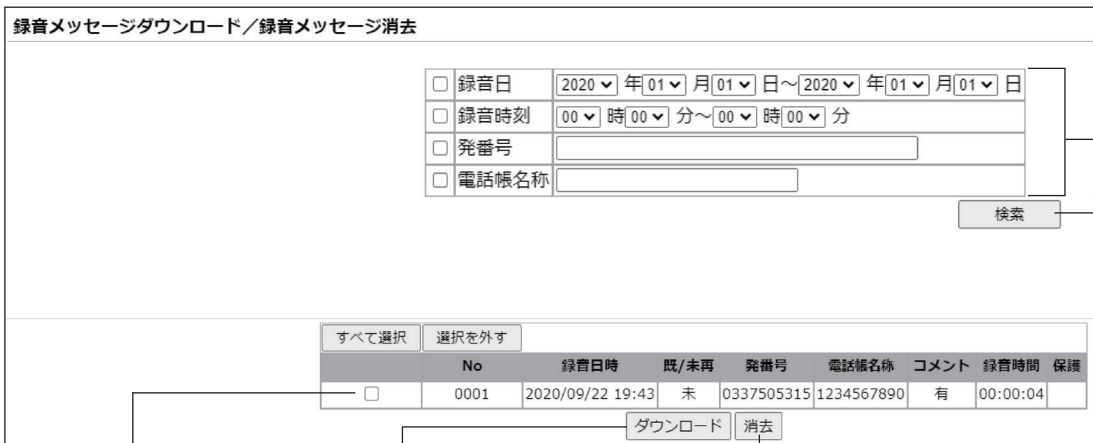 録音メッセージダウンロード／録音メッセージ消去
録音日 2020 年 01 月 01 日～ 2020 年 01 月 01 日
録音時刻 00 時 00 分～ 00 時 00 分
発番号
電話帳名称
検索
すべて選択 選択を外す
No 録音日時 既/未再 発番号 電話帳名称 コメント 録音時間 保護
0001 2020/09/22 19:43 未 0337505315 1234567890 有 00:00:04
ダウンロード 消去